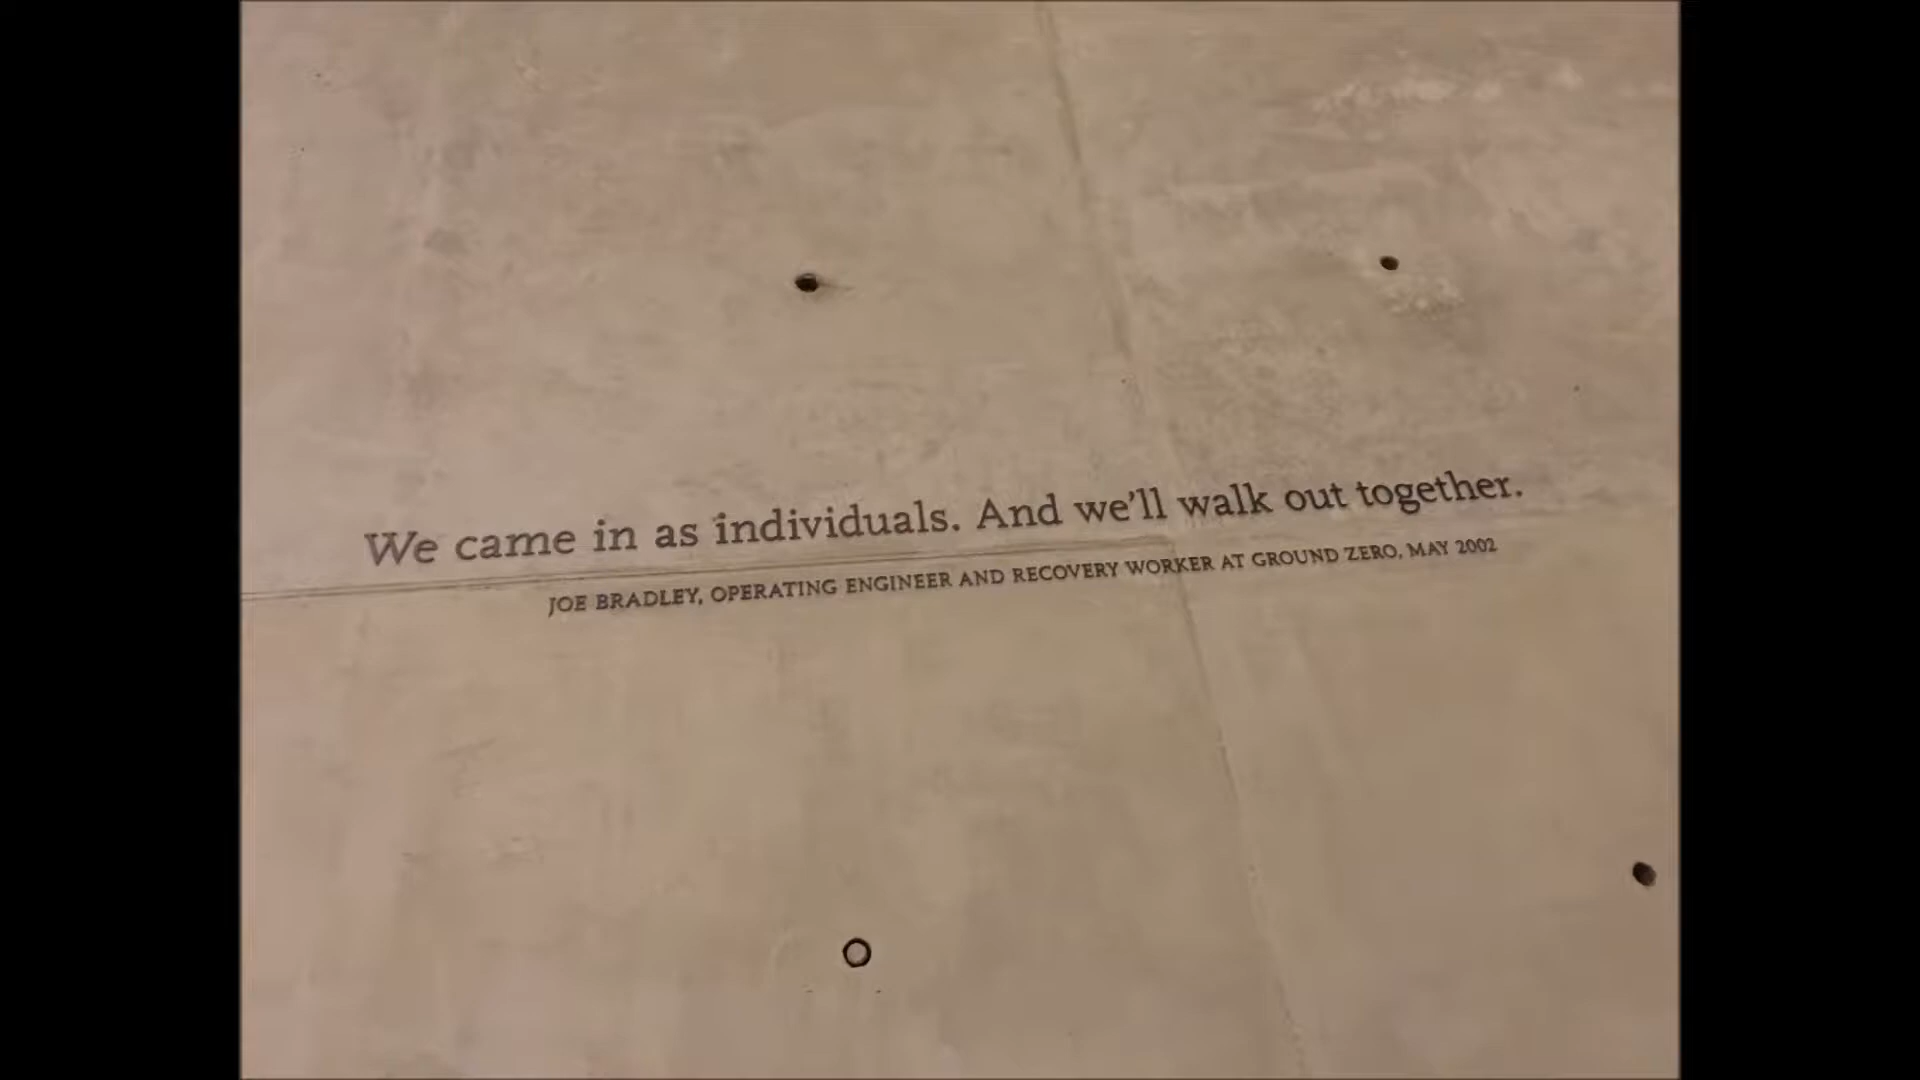 We came in as individuals. And we'll walk out together.
JOE BRADLEY, OPERATING ENGINEER AND RECOVERY WORKER AT GROUND ZERO, MAY 2002